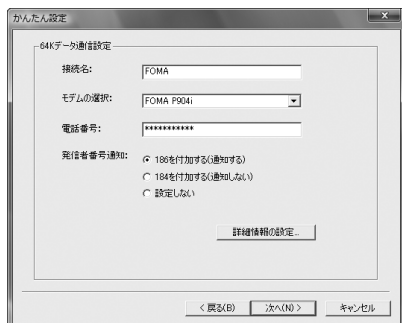 かんたん設定
64Kデータ通信設定
接続名: FOMA
モデムの選択: FOMA P904i
電話番号: ***********
発信者番号通知: 186を付加する(通知する)
184を付加する(通知しない)
設定しない
詳細情報の設定...
< 戻る(B) 次へ(N) > キャンセル